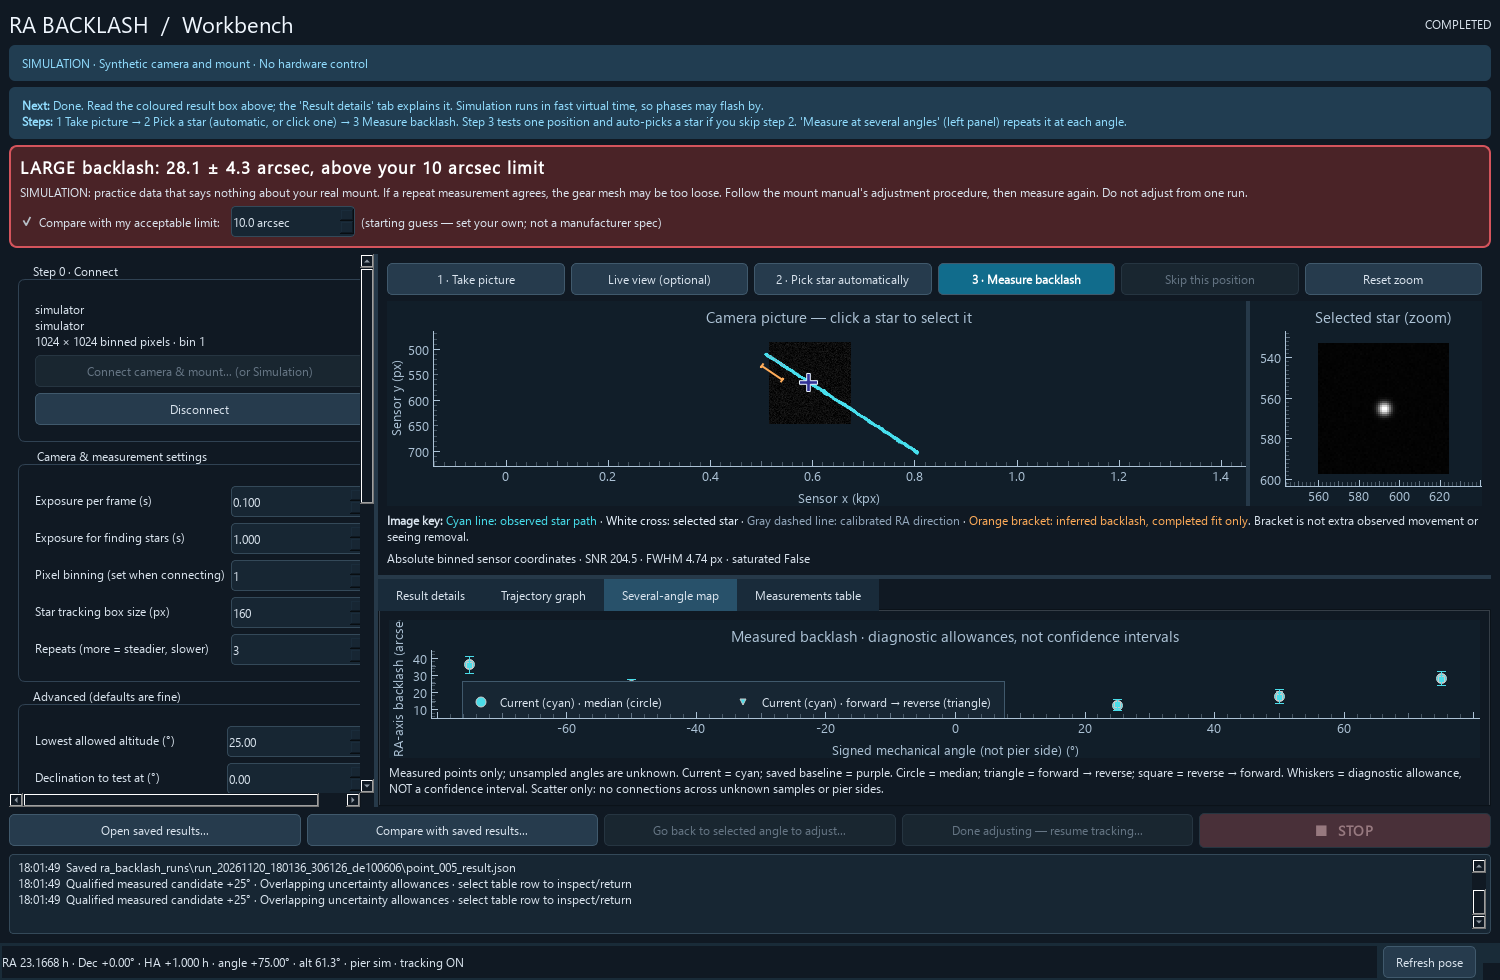 RA BACKLASH / Workbench
COMPLETED
SIMULATION · Synthetic camera and mount · No hardware control
Next: Done. Read the coloured result box above; the 'Result details' tab explains it. Simulation runs in fast virtual time, so phases may flash by.
Steps: 1 Take picture → 2 Pick a star (automatic, or click one) → 3 Measure backlash. Step 3 tests one position and auto-picks a star if you skip step 2. 'Measure at several angles' (left panel) repeats it at each angle.
LARGE backlash: 28.1 ± 4.3 arcsec, above your 10 arcsec limit
SIMULATION: practice data that says nothing about your real mount. If a repeat measurement agrees, the gear mesh may be too loose. Follow the mount manual's adjustment procedure, then measure again. Do not adjust from one run.
✓ Compare with my acceptable limit: 10.0 arcsec (starting guess — set your own; not a manufacturer spec)
Step 0 · Connect
simulator
simulator
1024 × 1024 binned pixels · bin 1
Connect camera & mount... (or Simulation)
Disconnect
Camera & measurement settings
Exposure per frame (s) 0.100
Exposure for finding stars (s) 1.000
Pixel binning (set when connecting) 1
Star tracking box size (px) 160
Repeats (more = steadier, slower) 3
Advanced (defaults are fine)
Lowest allowed altitude (°) 25.00
Declination to test at (°) 0.00
1 · Take picture
Live view (optional)
2 · Pick star automatically
3 · Measure backlash
Skip this position
Reset zoom
Camera picture — click a star to select it
Sensor y (px)
500
550
600
650
700
0 0.2 0.4 0.6 0.8 1.0 1.2 1.4
Sensor x (kpx)
Selected star (zoom)
540
560
580
600
560 580 600 620
Image key: Cyan line: observed star path · White cross: selected star · Gray dashed line: calibrated RA direction · Orange bracket: inferred backlash, completed fit only. Bracket is not extra observed movement or
seeing removal.
Absolute binned sensor coordinates · SNR 204.5 · FWHM 4.74 px · saturated False
Result details
Trajectory graph
Several-angle map
Measurements table
Measured backlash · diagnostic allowances, not confidence intervals
RA-axis backlash (arcse
40
30
20
10
Current (cyan) · median (circle)
Current (cyan) · forward → reverse (triangle)
-60 -40 -20 0 20 40 60
Signed mechanical angle (not pier side) (°)
Measured points only; unsampled angles are unknown. Current = cyan; saved baseline = purple. Circle = median; triangle = forward → reverse; square = reverse → forward. Whiskers = diagnostic allowance,
NOT a confidence interval. Scatter only: no connections across unknown samples or pier sides.
Open saved results...
Compare with saved results...
Go back to selected angle to adjust...
Done adjusting — resume tracking...
STOP
18:01:49 Saved ra_backlash_runs\run_20261120_180136_306126_de100606\point_005_result.json
18:01:49 Qualified measured candidate +25° · Overlapping uncertainty allowances · select table row to inspect/return
18:01:49 Qualified measured candidate +25° · Overlapping uncertainty allowances · select table row to inspect/return
RA 23.1668 h · Dec +0.00° · HA +1.000 h · angle +75.00° · alt 61.3° · pier sim · tracking ON
Refresh pose